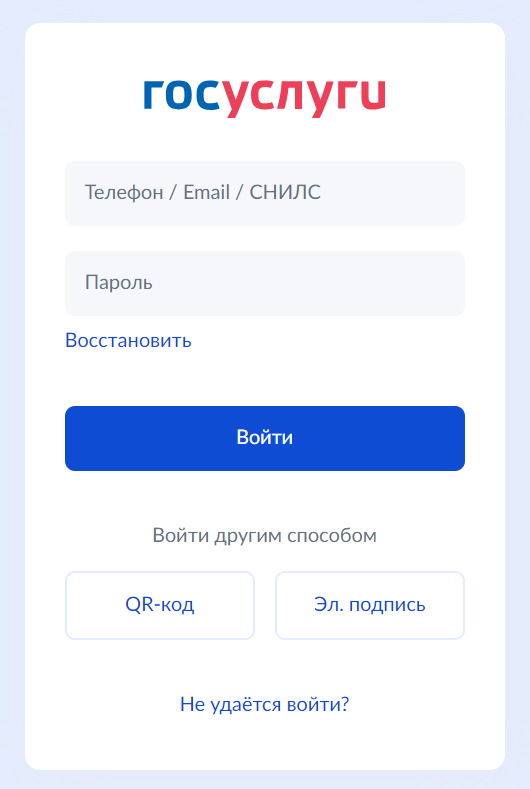 госуслуги
Телефон / Email / СНИЛС
Пароль
Восстановить
Войти
Войти другим способом
QR-код
Эл. подпись
Не удаётся войти?